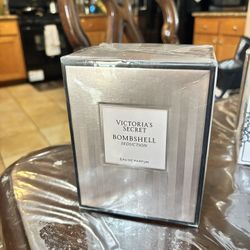 VICTORIA'S
SECRET
BOMBSHELL
SEDUCTION
EAU DE PARFUM